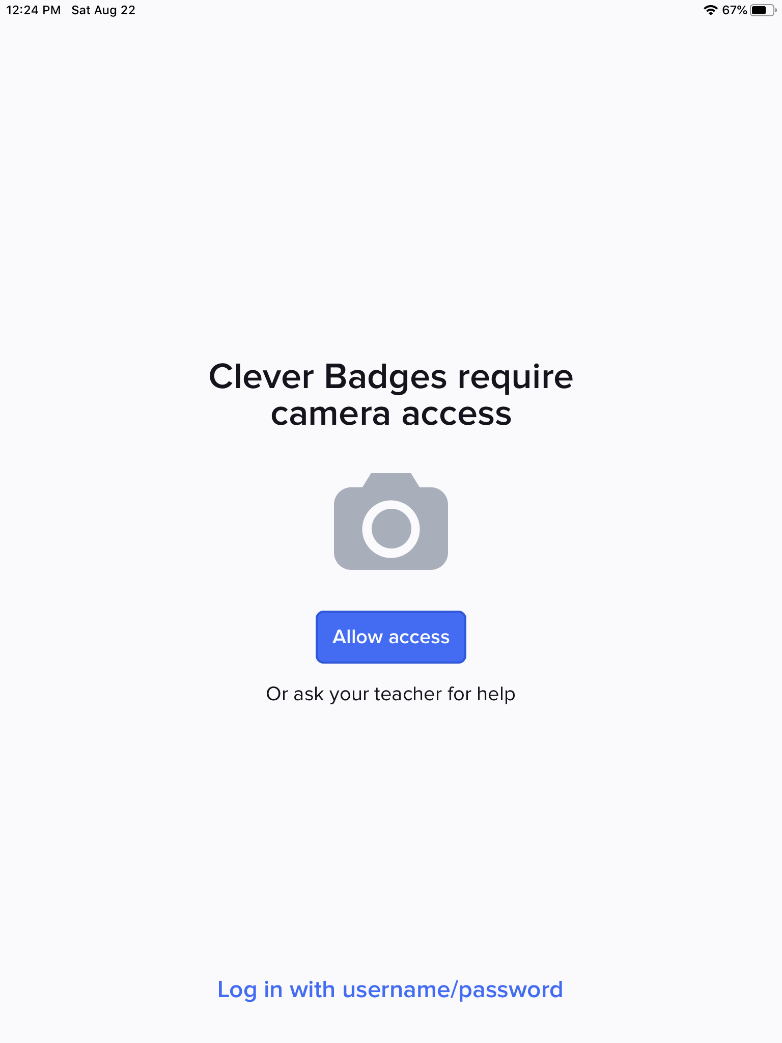 12:24 PM Sat Aug 22 67%
Clever Badges require
camera access
Allow access
Or ask your teacher for help
Log in with username/password